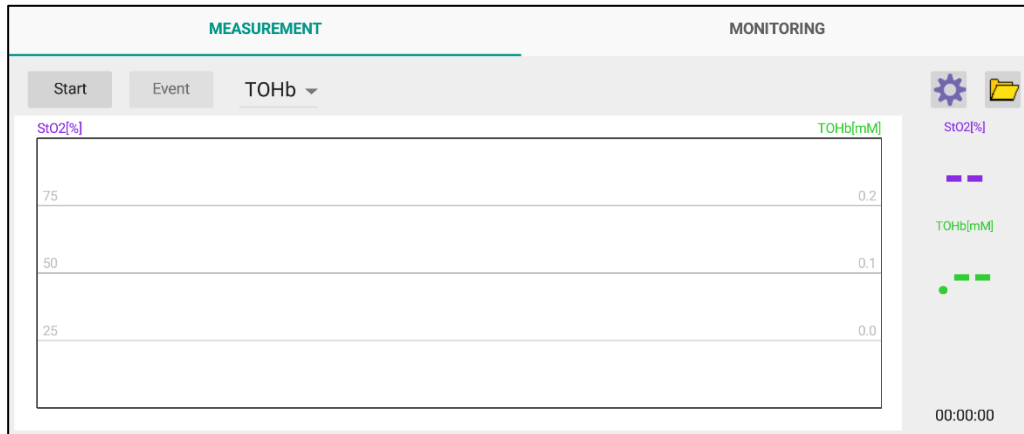 MEASUREMENT MONITORING
Start Event TOHb
StO2[%] TOHb[mM] StO2[%]
--
75 0.2
TOHb[mM]
50 0.1
.--
25 0.0
00:00:00